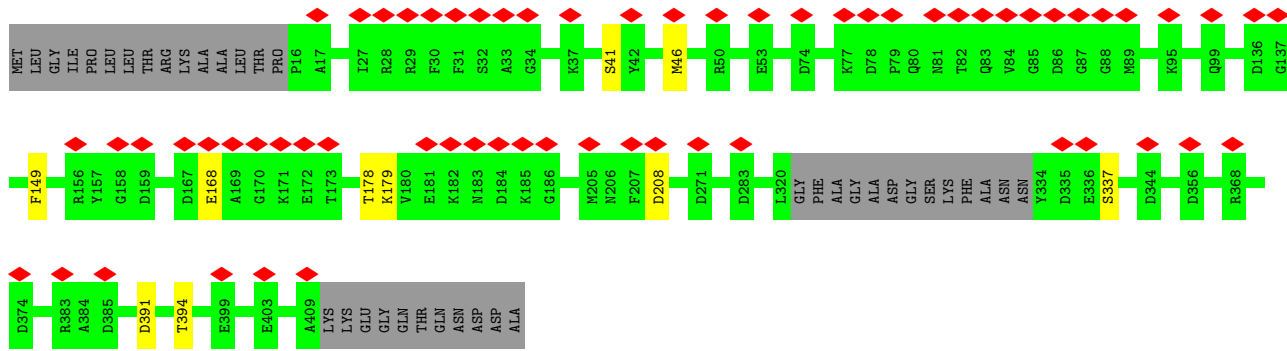 MET LEU GLY ILE PRO LEU LEU THR ARG LYS ALA ALA LEU THR PRO P16 A17 I27 R28 R29 F30 F31 S32 A33 G34 K37 S41 Y42 M46 R50 E53 D74 K77 D78 P79 Q80 N81 T82 Q83 V84 G85 D86 G87 G88 M89 K95 Q99 D136 G137
F149 R156 Y157 G158 D159 D167 E168 A169 G170 K171 E172 T173 T178 K179 V180 E181 K182 N183 D184 K185 G186 M205 N206 F207 D208 D271 D283 L320 GLY PHE ALA GLY ALA ASP GLY SER LYS PHE ALA ASN ASN Y334 D335 E336 S337 D344 D356 R368
D374 R383 A384 D385 D391 T394 E399 E403 A409 LYS LYS GLU GLY GLN THR GLN ASN ASP ASP ALA